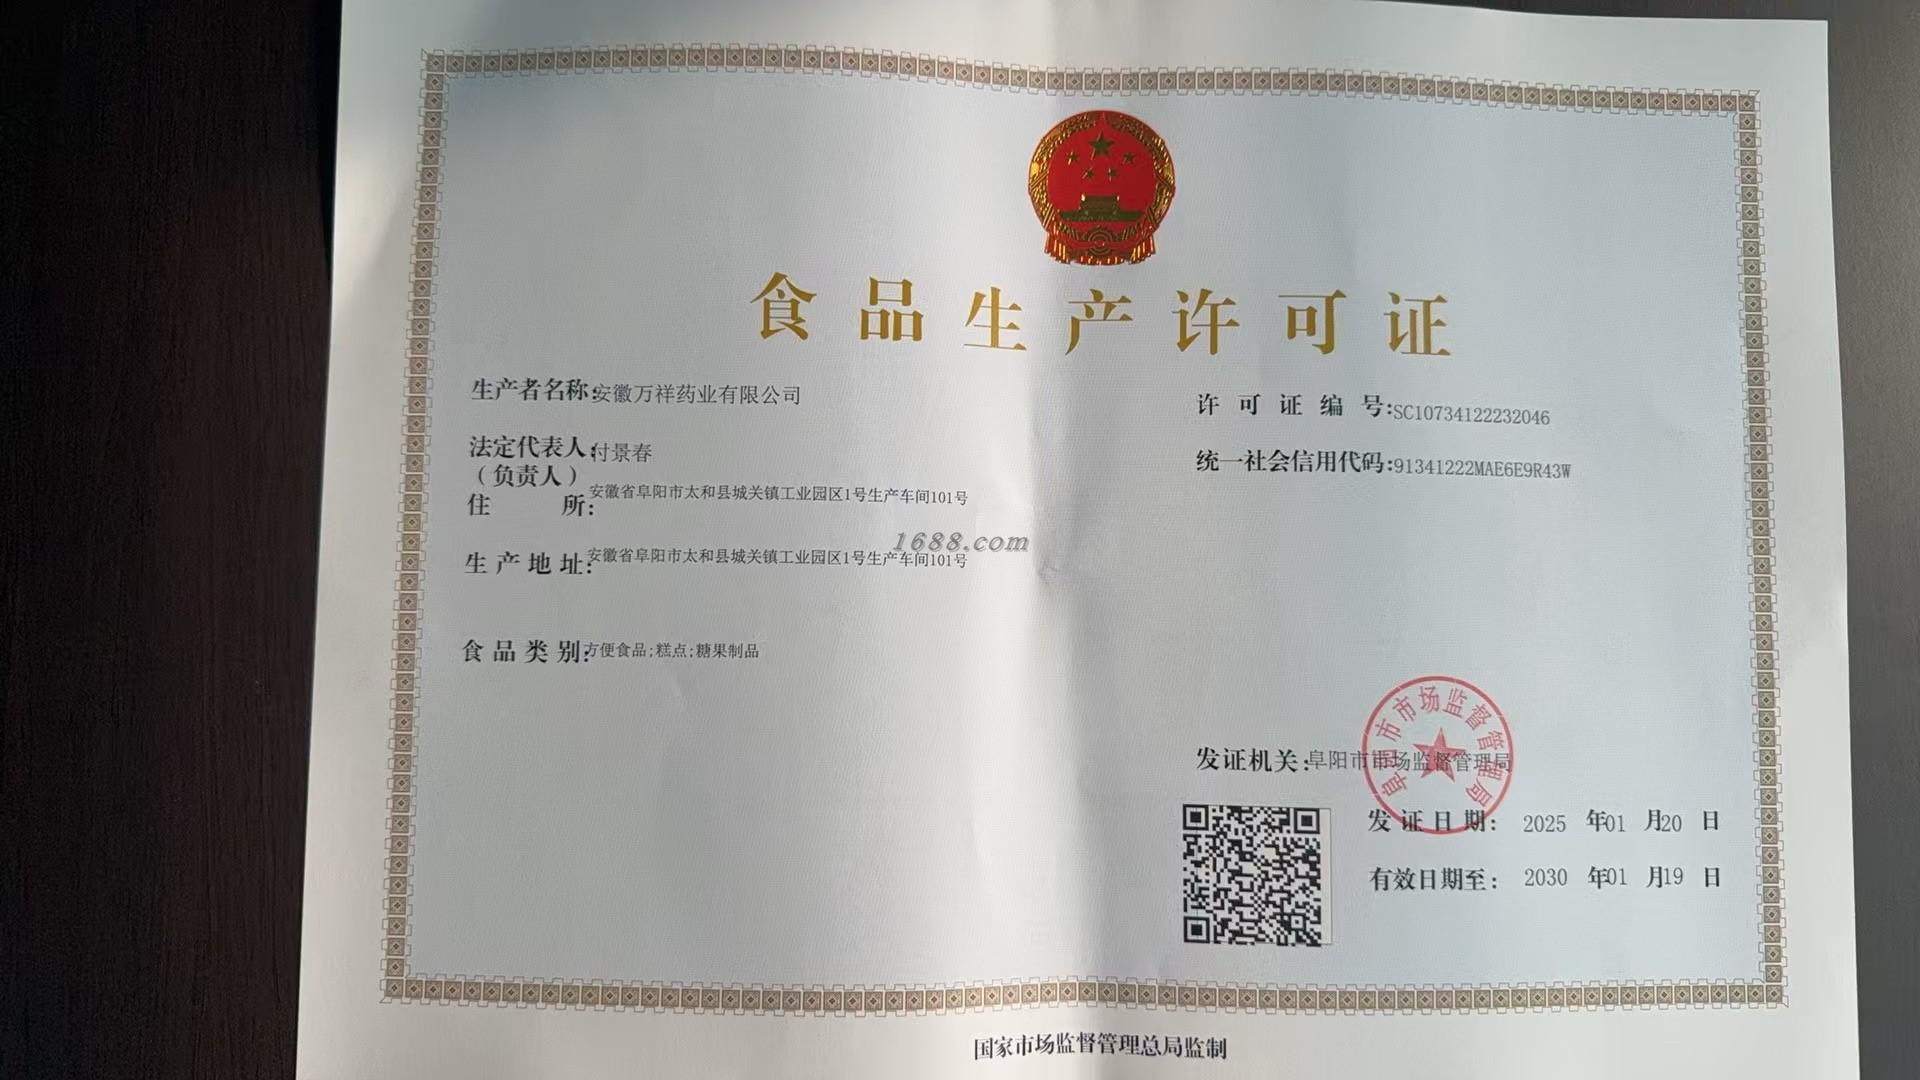 食品生产许可证
生产者名称:安徽万祥药业有限公司
许可证编号:SC10734122232046
法定代表人:付景春
(负责人)
统一社会信用代码:91341222MAE6E9R43W
住所:安徽省阜阳市太和县城关镇工业园区1号生产车间101号
1688.com
生产地址:安徽省阜阳市太和县城关镇工业园区1号生产车间101号
食品类别:方便食品;糕点;糖果制品
阜阳市市场监督管理局
发证机关:阜阳市市场监督管理局
发证日期: 2025 年01 月20 日
有效日期至: 2030 年01 月19 日
国家市场监督管理总局监制